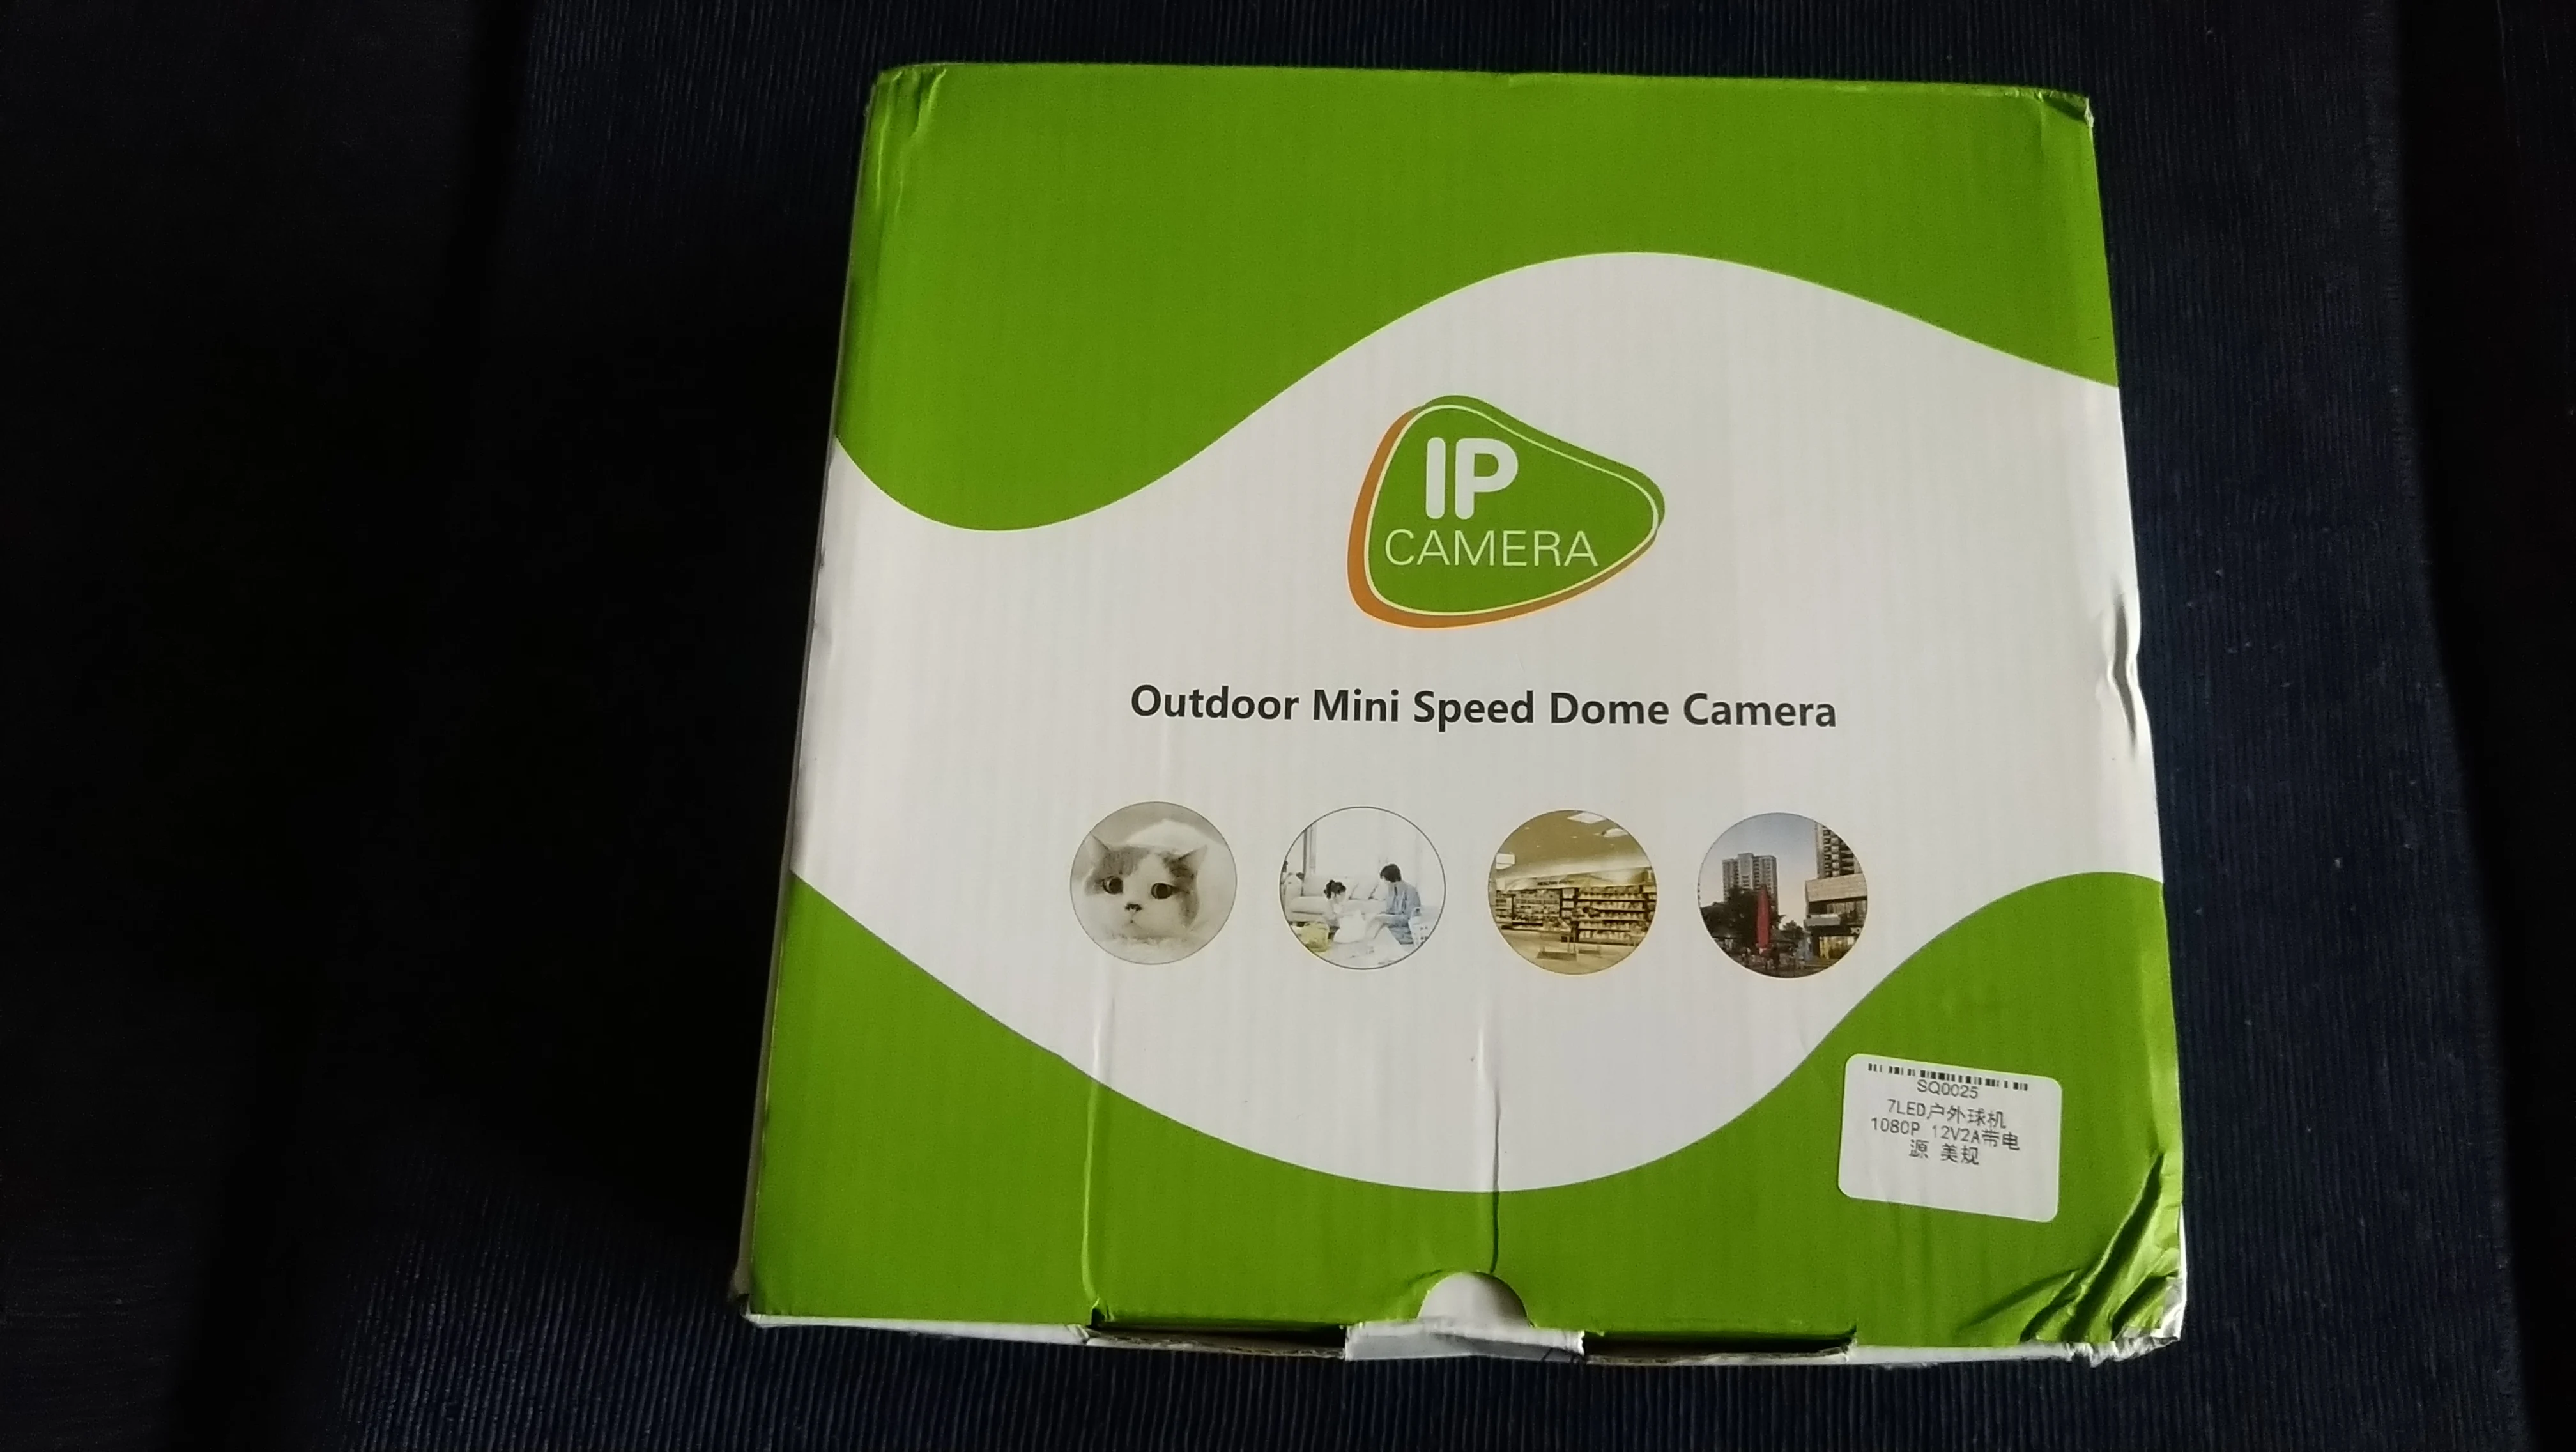 IP
CAMERA
Outdoor Mini Speed Dome Camera
SQ0025
7LED户外球机
1080P 12V2A带电
源 美规